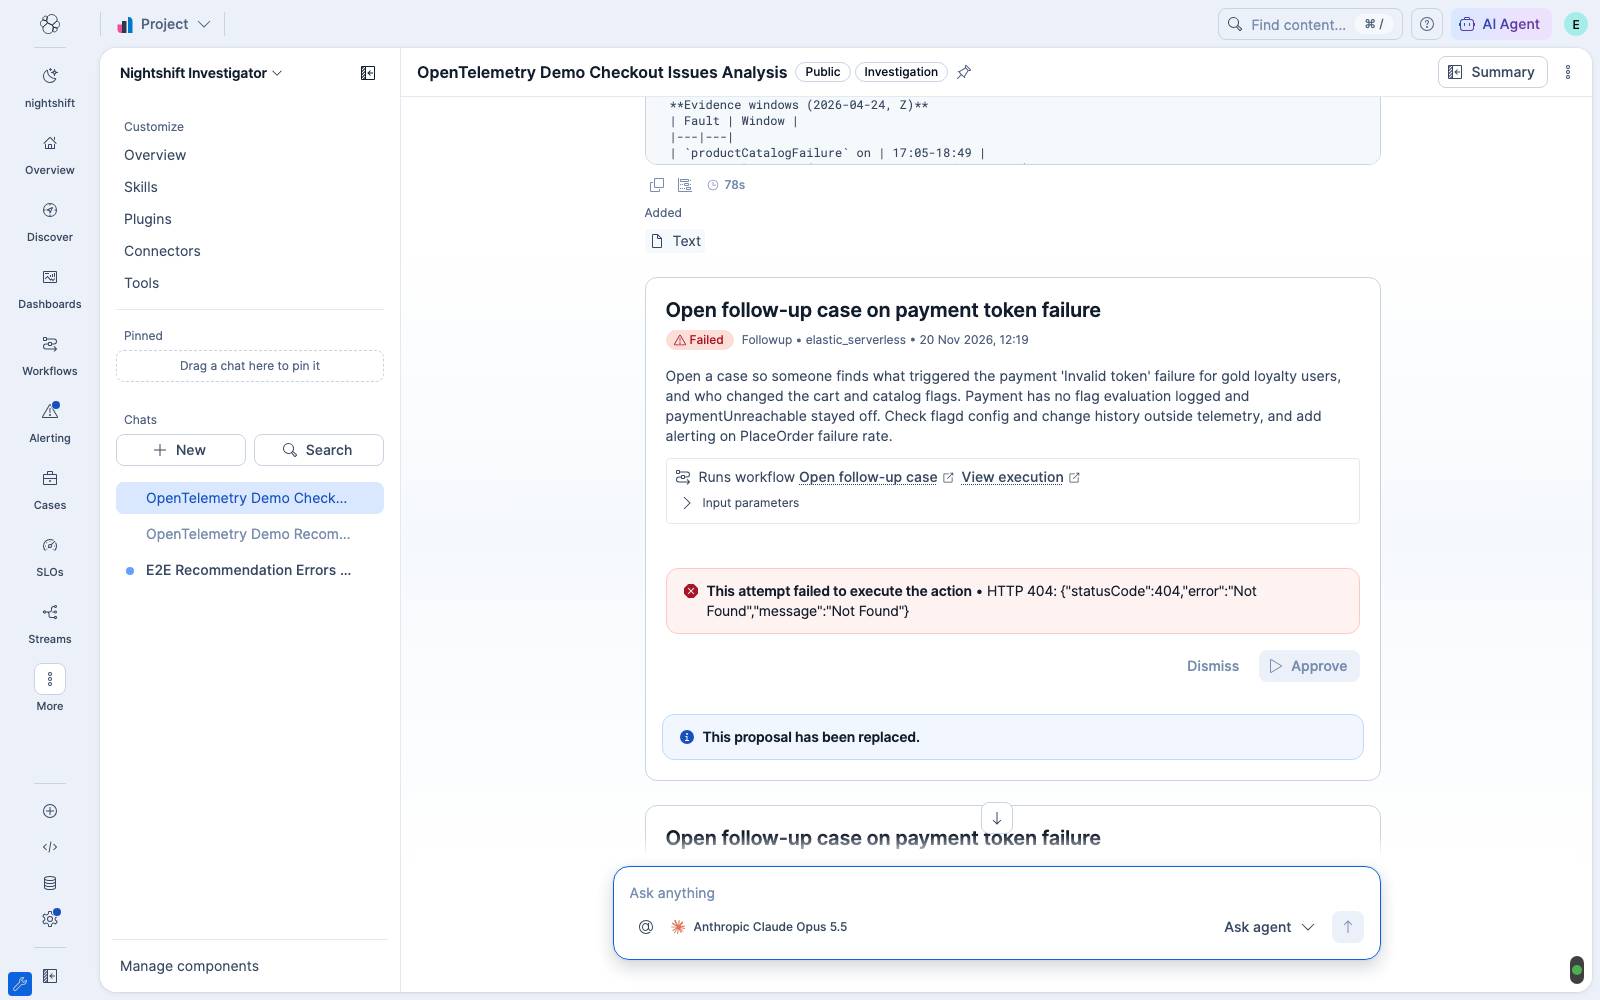 Project
Find content...
⌘ /
AI Agent
E
nightshift
Overview
Discover
Dashboards
Workflows
Alerting
Cases
SLOs
Streams
More
Nightshift Investigator
Customize
Overview
Skills
Plugins
Connectors
Tools
Pinned
Drag a chat here to pin it
Chats
New
Search
OpenTelemetry Demo Check...
OpenTelemetry Demo Recom...
E2E Recommendation Errors ...
Manage components
OpenTelemetry Demo Checkout Issues Analysis
Public
Investigation
Summary
**Evidence windows (2026-04-24, Z)**
| Fault | Window |
|---|---|
| `productCatalogFailure` on | 17:05-18:49 |
78s
Added
Text
Open follow-up case on payment token failure
Failed
Followup • elastic_serverless • 20 Nov 2026, 12:19
Open a case so someone finds what triggered the payment 'Invalid token' failure for gold loyalty users,
and who changed the cart and catalog flags. Payment has no flag evaluation logged and
paymentUnreachable stayed off. Check flagd config and change history outside telemetry, and add
alerting on PlaceOrder failure rate.
Runs workflow Open follow-up case View execution
Input parameters
This attempt failed to execute the action • HTTP 404: {"statusCode":404,"error":"Not
Found","message":"Not Found"}
Dismiss
Approve
This proposal has been replaced.
Open follow-up case on payment token failure
Ask anything
@
Anthropic Claude Opus 5.5
Ask agent